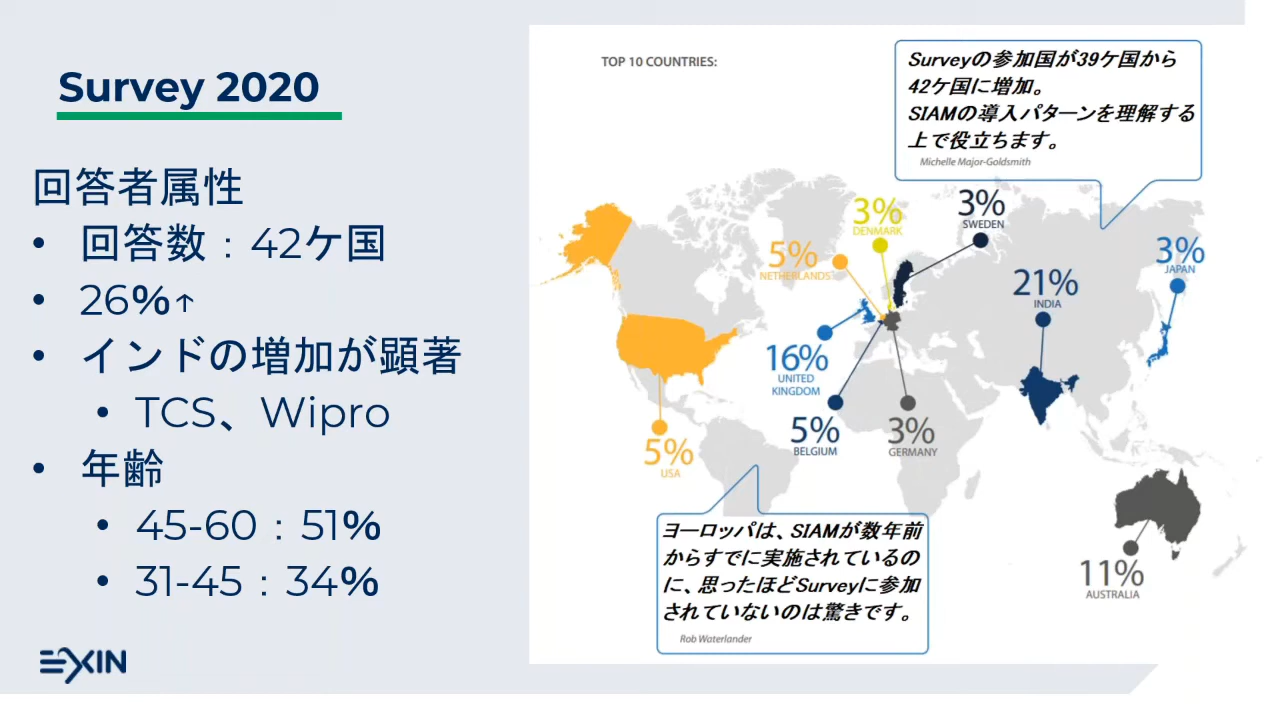 Survey 2020
回答者属性
• 回答数：42ケ国
• 26%↑
• インドの増加が顕著
• TCS、Wipro
• 年齢
• 45-60：51%
• 31-45：34%
EXIN
TOP 10 COUNTRIES:
Surveyの参加国が39ケ国から
42ケ国に増加。
SIAMの導入パターンを理解する
上で役立ちます。
Michelle Major-Goldsmith
3%
DENMARK
3%
SWEDEN
5%
NETHERLANDS
3%
JAPAN
21%
INDIA
16%
UNITED
KINGDOM
5%
BELGIUM
3%
GERMANY
5%
USA
11%
AUSTRALIA
ヨーロッパは、SIAMが数年前
からすでに実施されているの
に、思ったほどSurveyに参加
されていないのは驚きです。
Rob Waterlander